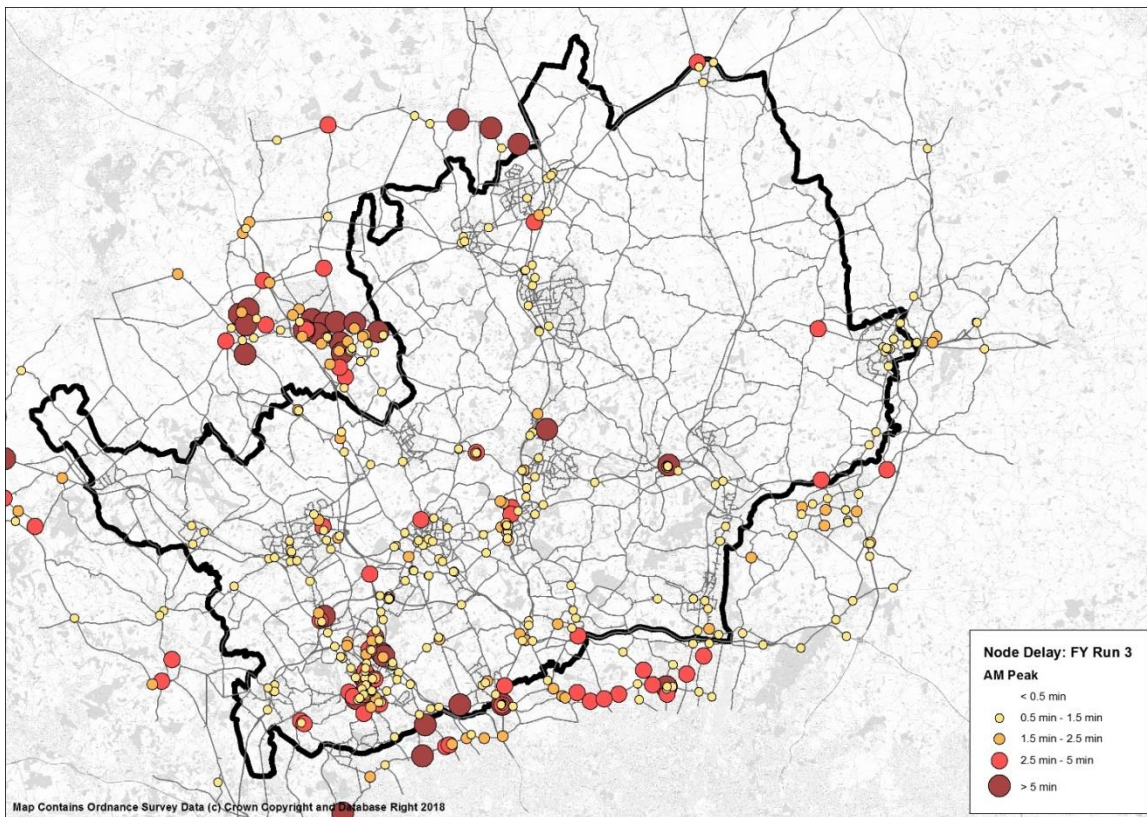 Node Delay: FY Run 3
AM Peak
< 0.5 min
0.5 min - 1.5 min
1.5 min - 2.5 min
2.5 min - 5 min
> 5 min
Map Contains Ordnance Survey Data (c) Crown Copyright and Database Right 2018